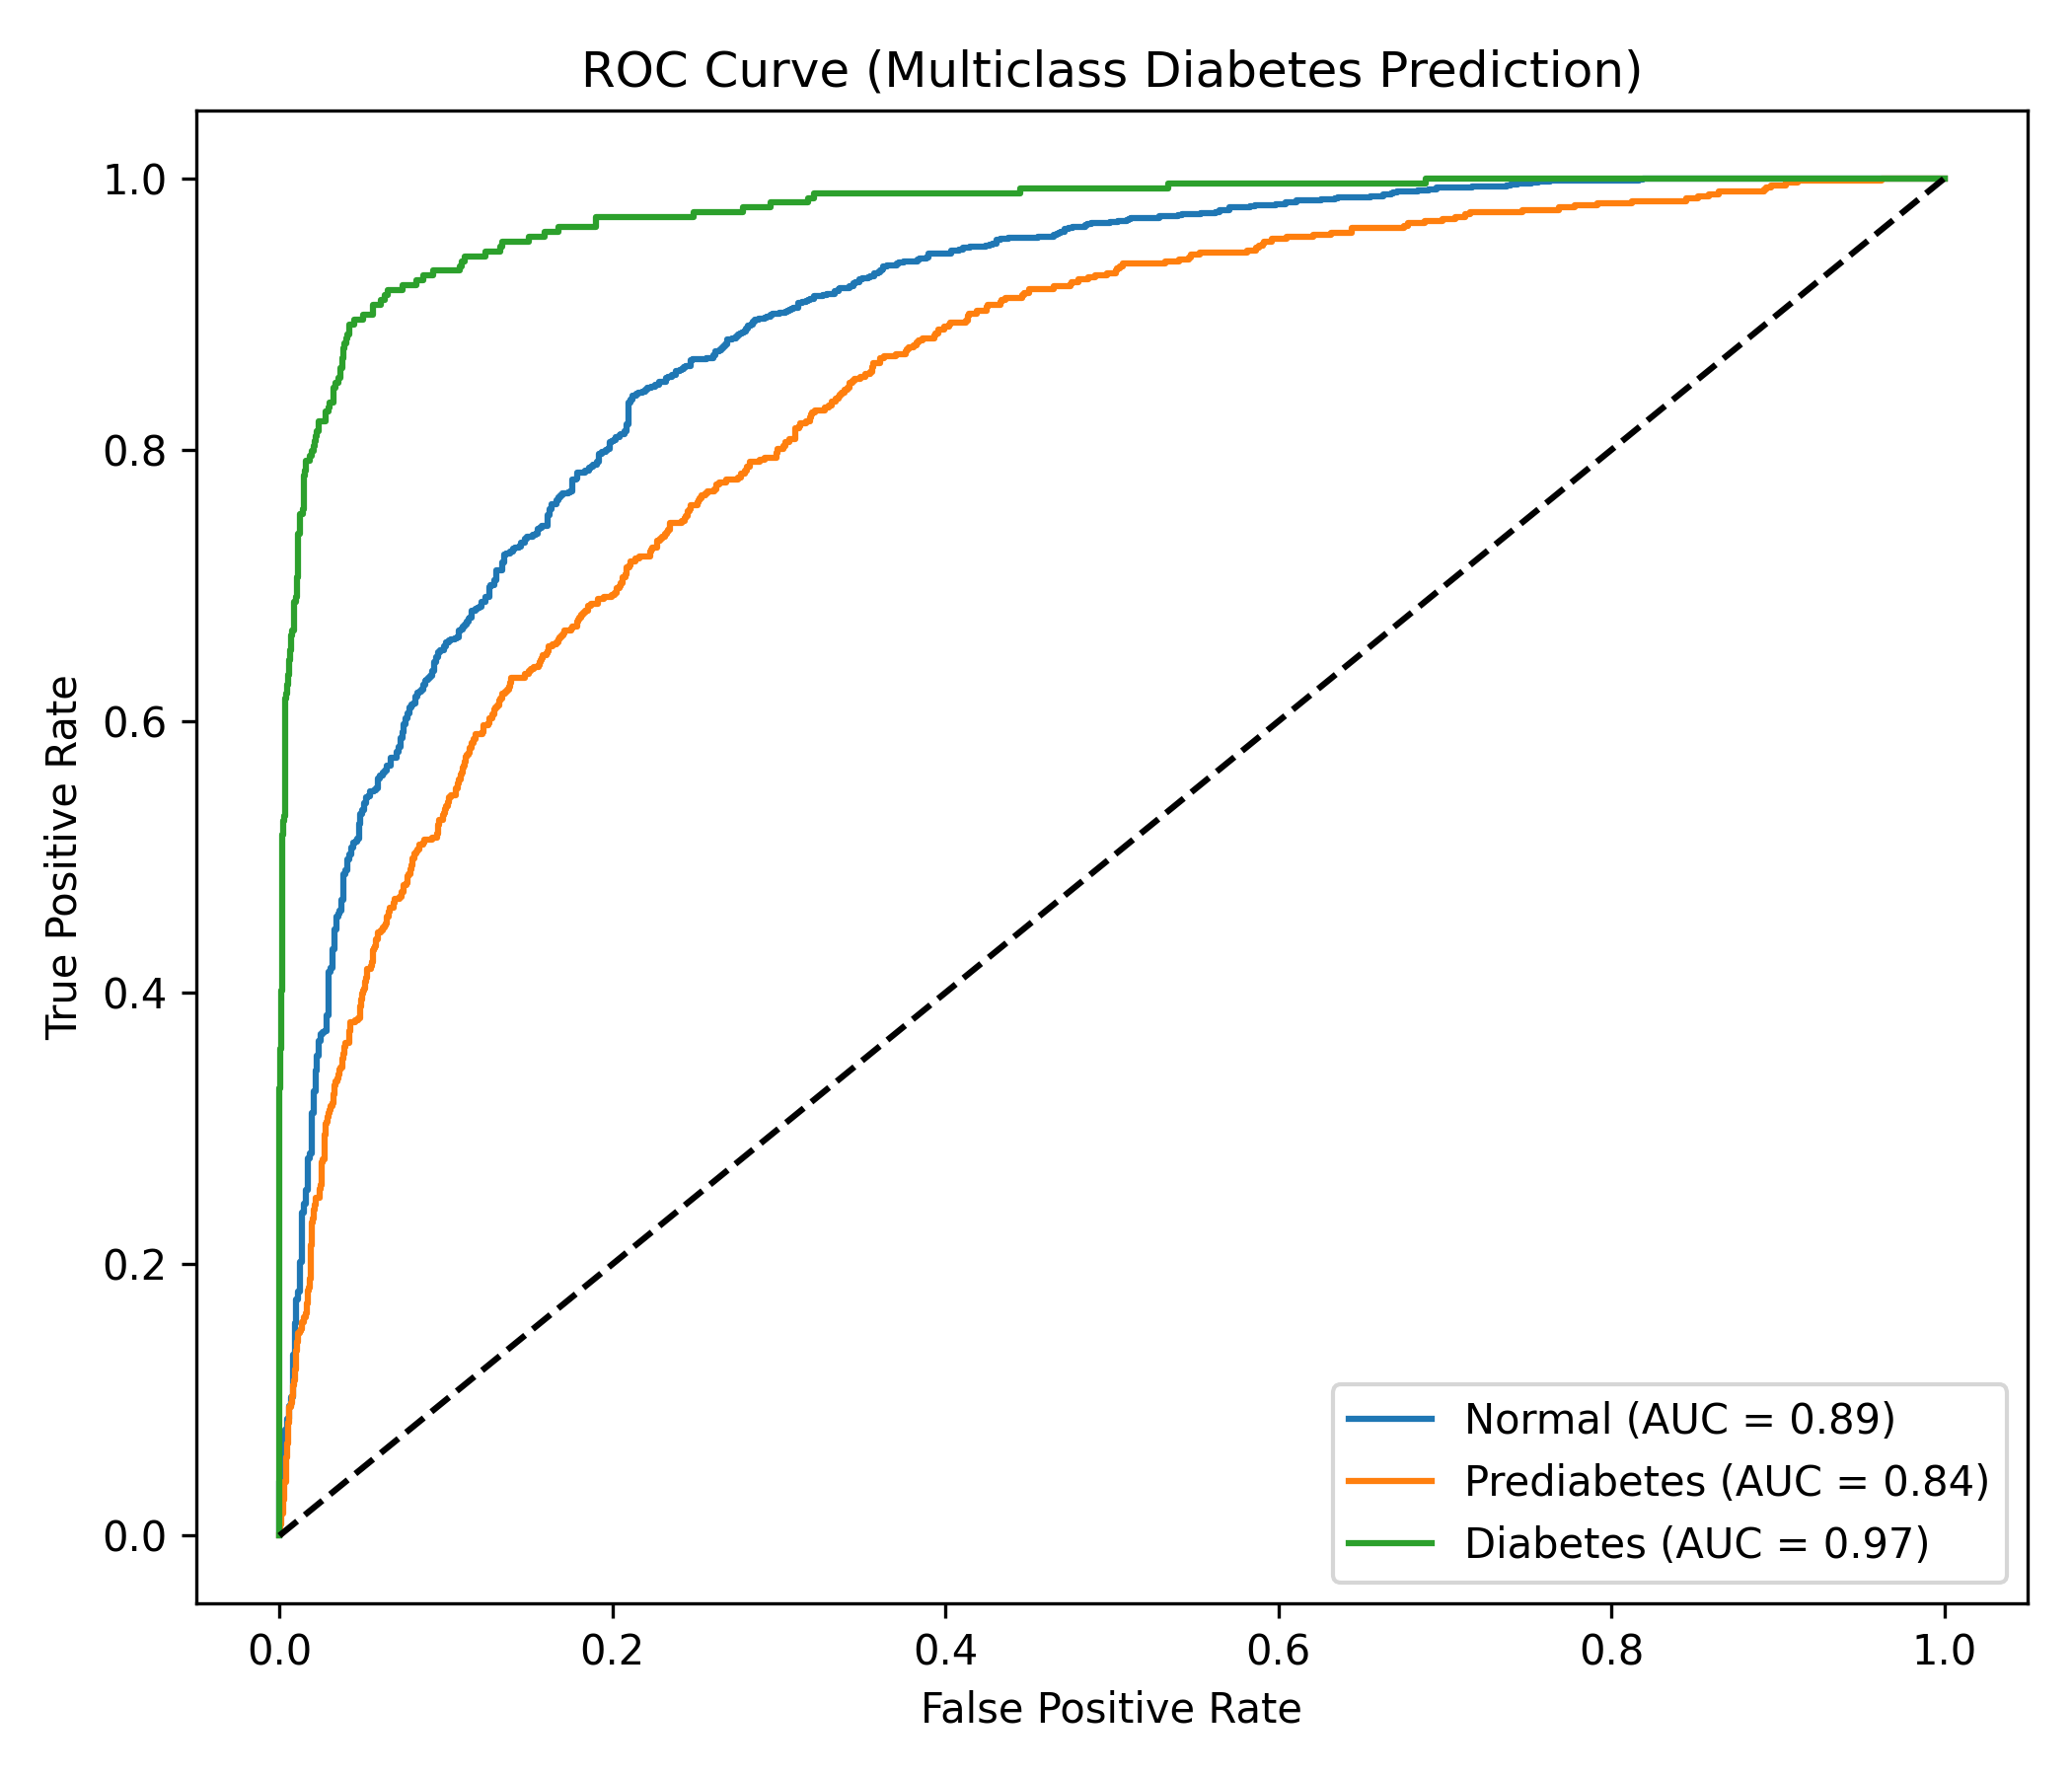 ROC Curve (Multiclass Diabetes Prediction)
1.0
0.8
0.6
0.4
0.2
0.0
True Positive Rate
0.0 0.2 0.4 0.6 0.8 1.0
False Positive Rate
Normal (AUC = 0.89)
Prediabetes (AUC = 0.84)
Diabetes (AUC = 0.97)